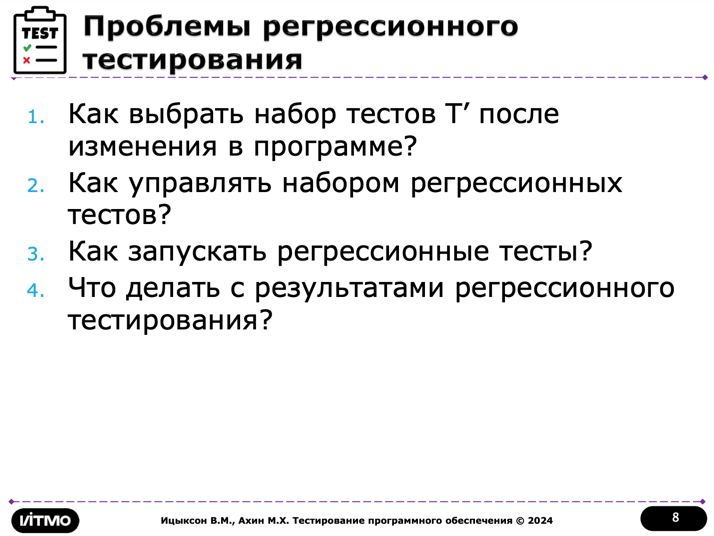 TEST
Проблемы регрессионного
тестирования
1. Как выбрать набор тестов T’ после
изменения в программе?
2. Как управлять набором регрессионных
тестов?
3. Как запускать регрессионные тесты?
4. Что делать с результатами регрессионного
тестирования?
ИТМО
Ицыксон В.М., Ахин М.Х. Тестирование программного обеспечения © 2024
8